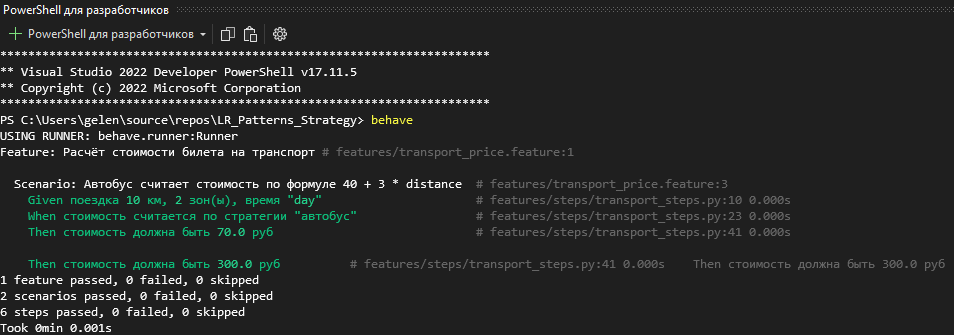 PowerShell для разработчиков
+ PowerShell для разработчиков
**********************************************************************
** Visual Studio 2022 Developer PowerShell v17.11.5
** Copyright (c) 2022 Microsoft Corporation
**********************************************************************
PS C:\Users\gelen\source\repos\LR_Patterns_Strategy> behave
USING RUNNER: behave.runner:Runner
Feature: Расчёт стоимости билета на транспорт # features/transport_price.feature:1
Scenario: Автобус считает стоимость по формуле 40 + 3 * distance # features/transport_price.feature:3
Given поездка 10 км, 2 зон(ы), время "day" # features/steps/transport_steps.py:10 0.000s
When стоимость считается по стратегии "автобус" # features/steps/transport_steps.py:23 0.000s
Then стоимость должна быть 70.0 руб # features/steps/transport_steps.py:41 0.000s
Then стоимость должна быть 300.0 руб # features/steps/transport_steps.py:41 0.000s Then стоимость должна быть 300.0 руб
1 feature passed, 0 failed, 0 skipped
2 scenarios passed, 0 failed, 0 skipped
6 steps passed, 0 failed, 0 skipped
Took 0min 0.001s